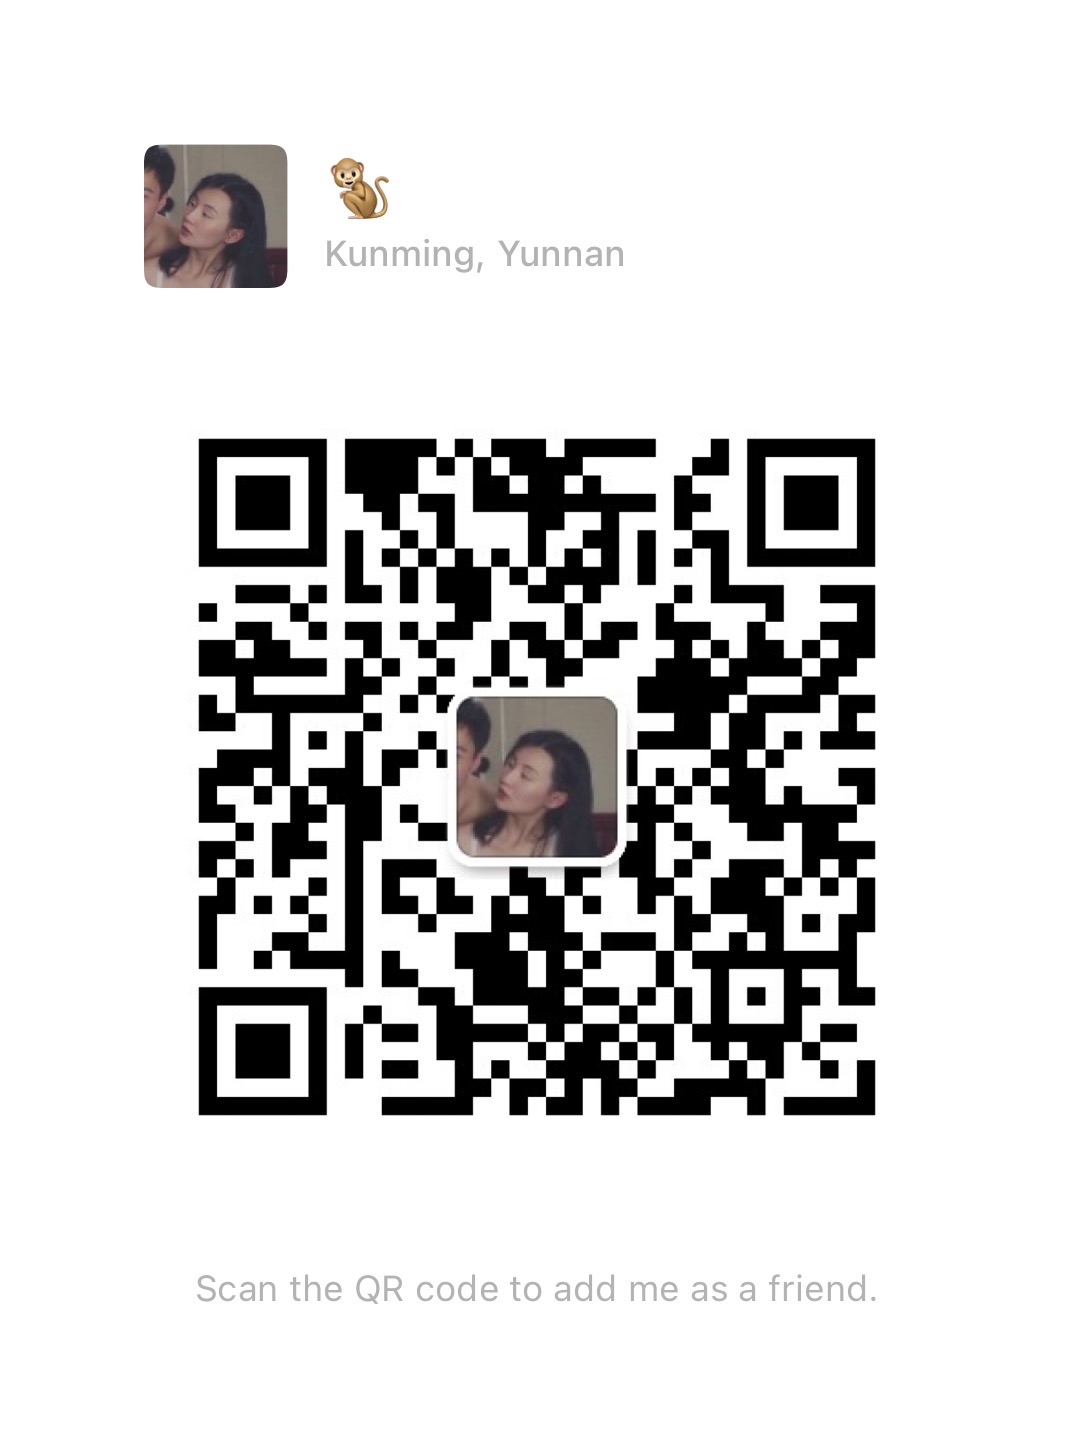 🐒
Kunming, Yunnan
Scan the QR code to add me as a friend.